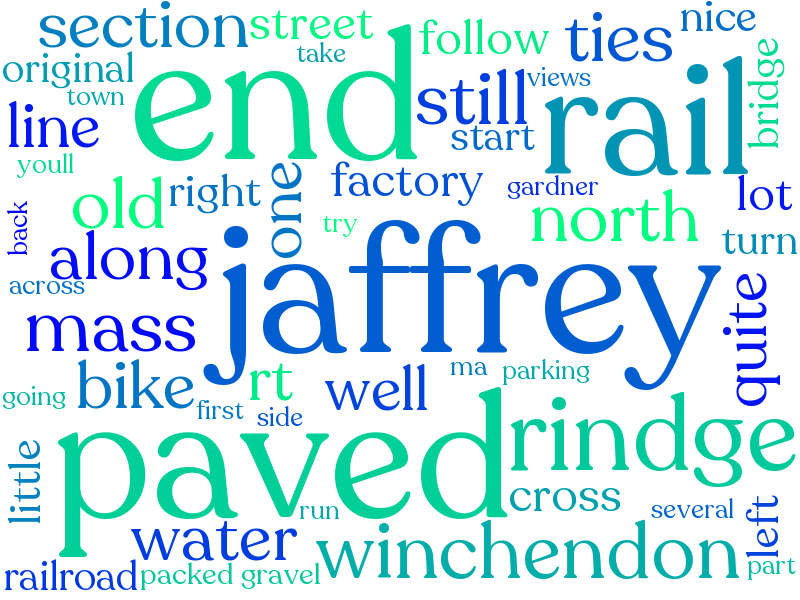 section
street
take
end
follow
ties
nice
original
town
still
views
rail
bridge
line
start
youll
old
right
one
factory
gardner
lot
back
along
try
north
turn
across
jaffrey
mass
quite
bike
rt
well
ma
parking
going
first
side
paved
rindge
little
run
cross
several
left
water
winchendon
railroad
packed gravel
part